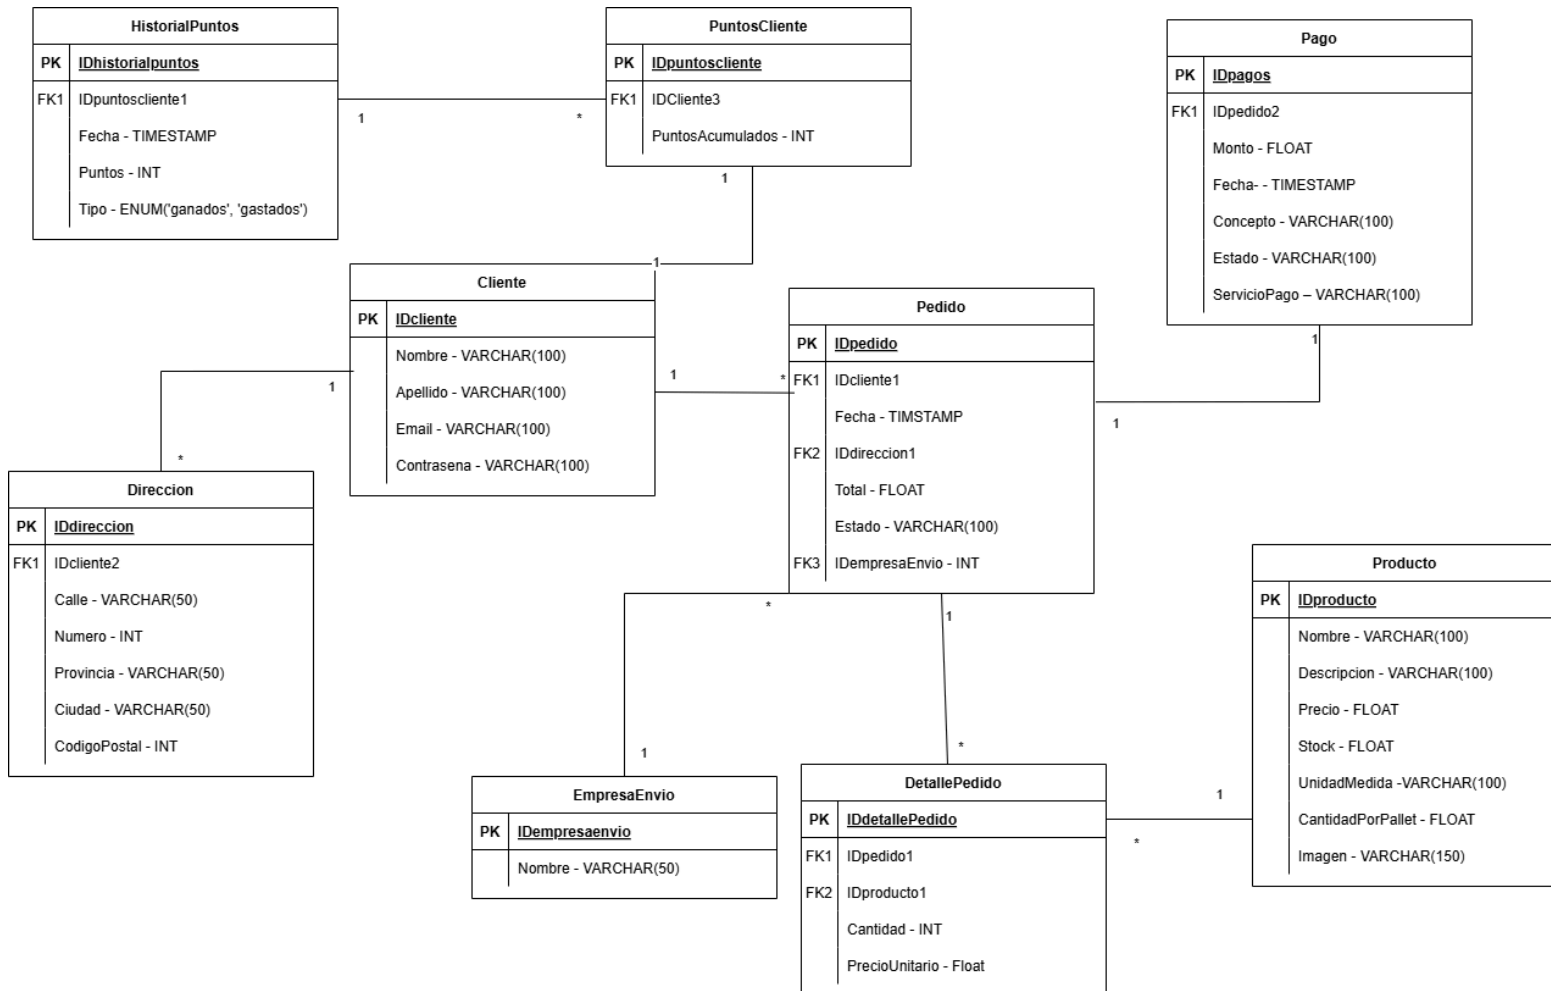 HistorialPuntos
PK IDhistorialpuntos
FK1 IDpuntoscliente1
Fecha - TIMESTAMP
Puntos - INT
Tipo - ENUM('ganados', 'gastados')
1
*
PuntosCliente
PK IDpuntoscliente
FK1 IDCliente3
PuntosAcumulados - INT
1
1
Pago
PK IDpagos
FK1 IDpedido2
Monto - FLOAT
Fecha- - TIMESTAMP
Concepto - VARCHAR(100)
Estado - VARCHAR(100)
ServicioPago – VARCHAR(100)
1
1
Cliente
PK IDcliente
Nombre - VARCHAR(100)
Apellido - VARCHAR(100)
Email - VARCHAR(100)
Contrasena - VARCHAR(100)
1
*
1
*
Pedido
PK IDpedido
FK1 IDcliente1
Fecha - TIMSTAMP
FK2 IDdireccion1
Total - FLOAT
Estado - VARCHAR(100)
FK3 IDempresaEnvio - INT
*
1
1
*
Direccion
PK IDdireccion
FK1 IDcliente2
Calle - VARCHAR(50)
Numero - INT
Provincia - VARCHAR(50)
Ciudad - VARCHAR(50)
CodigoPostal - INT
EmpresaEnvio
PK IDempresaenvio
Nombre - VARCHAR(50)
DetallePedido
PK IDdetallePedido
FK1 IDpedido1
FK2 IDproducto1
Cantidad - INT
PrecioUnitario - Float
*
1
Producto
PK IDproducto
Nombre - VARCHAR(100)
Descripcion - VARCHAR(100)
Precio - FLOAT
Stock - FLOAT
UnidadMedida -VARCHAR(100)
CantidadPorPallet - FLOAT
Imagen - VARCHAR(150)